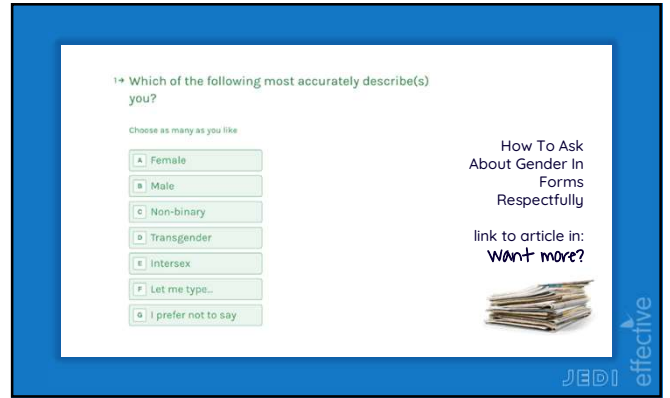 1→ Which of the following most accurately describe(s)
you?
Choose as many as you like
A Female
B Male
C Non-binary
D Transgender
E Intersex
F Let me type...
G I prefer not to say
How To Ask
About Gender In
Forms
Respectfully
link to article in:
Want more?
JEDI
effective